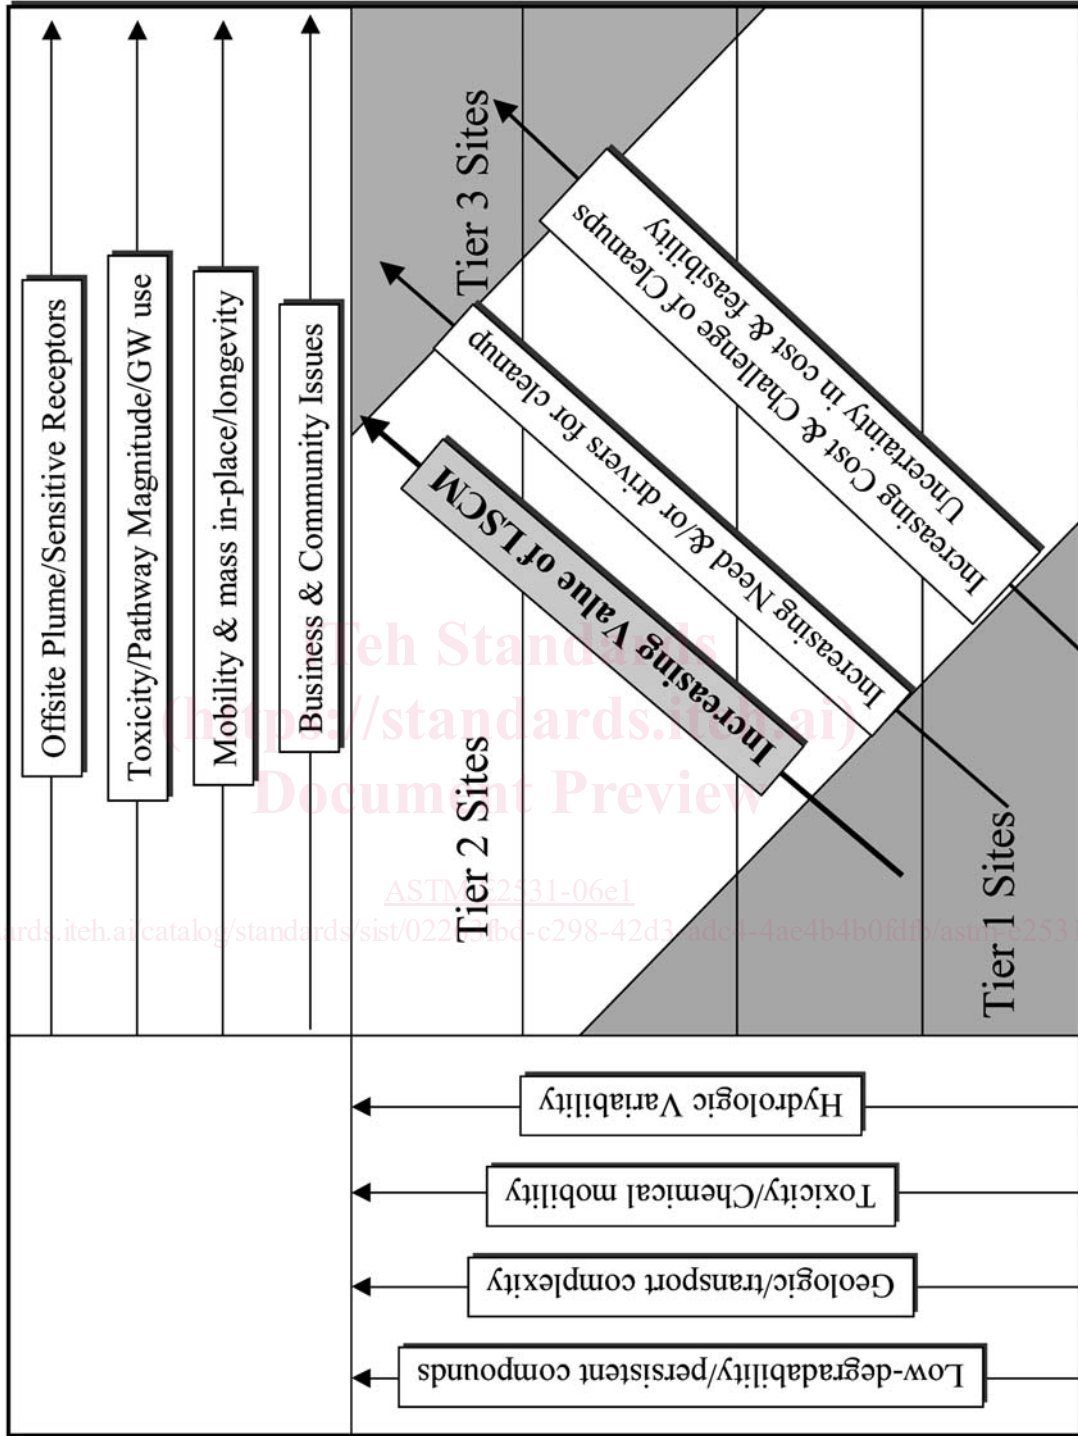 Offsite Plume/Sensitive Receptors
Toxicity/Pathway Magnitude/GW use
Mobility & mass in-place/longevity
Business & Community Issues
Tier 3 Sites
Tier 2 Sites
Tier 1 Sites
Increasing Value of LSCM
Increasing Need &/or drivers for cleanup
Increasing Cost & Challenge of Cleanups
Uncertainty in cost & feasibility
Hydrologic Variability
Toxicity/Chemical mobility
Geologic/transport complexity
Low-degradability/persistent compounds
iTeh Standards
(https://standards.iteh.ai)
Document Preview
ASTM E2531-06e1